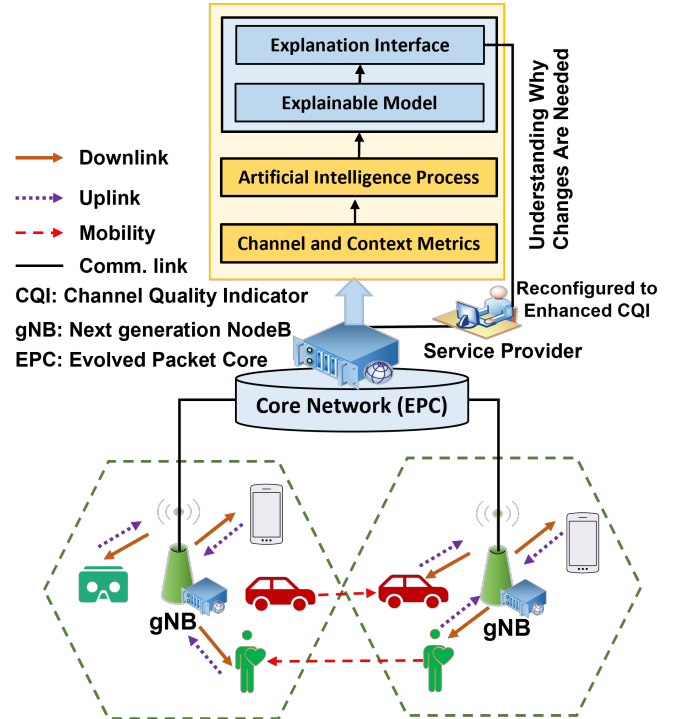 Explanation Interface
Explainable Model
Artificial Intelligence Process
Channel and Context Metrics
Understanding Why
Changes Are Needed
Downlink
Uplink
Mobility
Comm. link
CQI: Channel Quality Indicator
gNB: Next generation NodeB
EPC: Evolved Packet Core
Reconfigured to
Enhanced CQI
Service Provider
Core Network (EPC)
gNB
gNB